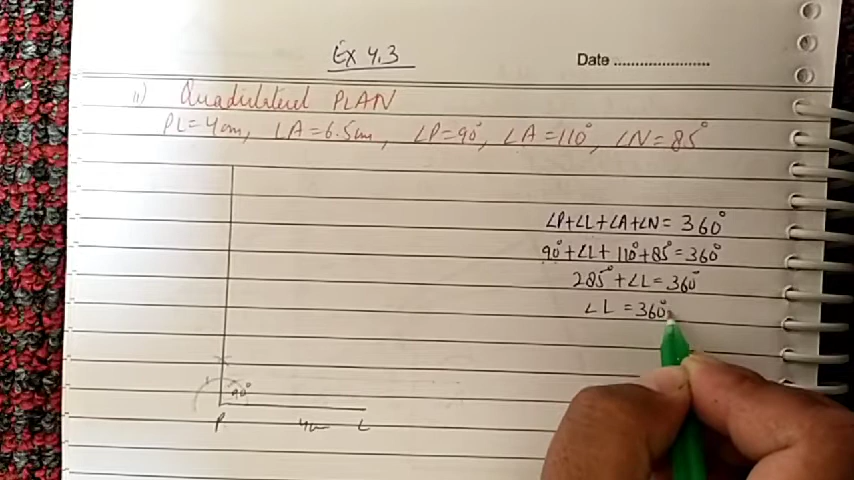 Ex 4.3
Date ........................
ii) Quadrilateral PLAN
PL=4cm, LA=6.5cm, ∠P=90°, ∠A=110°, ∠N=85°
∠P+∠L+∠A+∠N=360°
90°+∠L+110°+85°=360°
285°+∠L=360°
∠L=360°
90°
P 4cm L